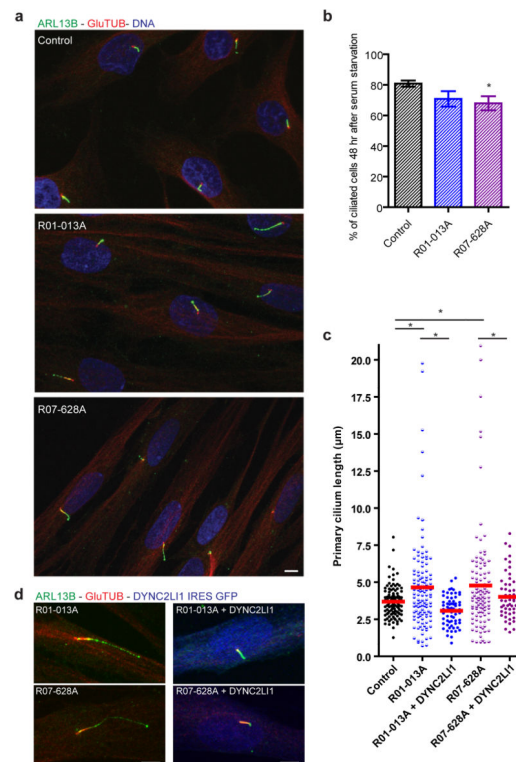 a
ARL13B - GluTUB- DNA
Control
R01-013A
R07-628A
b
% of ciliated cells 48 hr after serum starvation
100
80
60
40
20
0
*
Control
R01-013A
R07-628A
c
Primary cilium length (µm)
20.0
17.5
15.0
12.5
10.0
7.5
5.0
2.5
0.0
*
*
*
*
Control
R01-013A
R01-013A + DYNC2LI1
R07-628A
R07-628A + DYNC2LI1
d
ARL13B - GluTUB - DYNC2LI1 IRES GFP
R01-013A
R01-013A + DYNC2LI1
R07-628A
R07-628A + DYNC2LI1